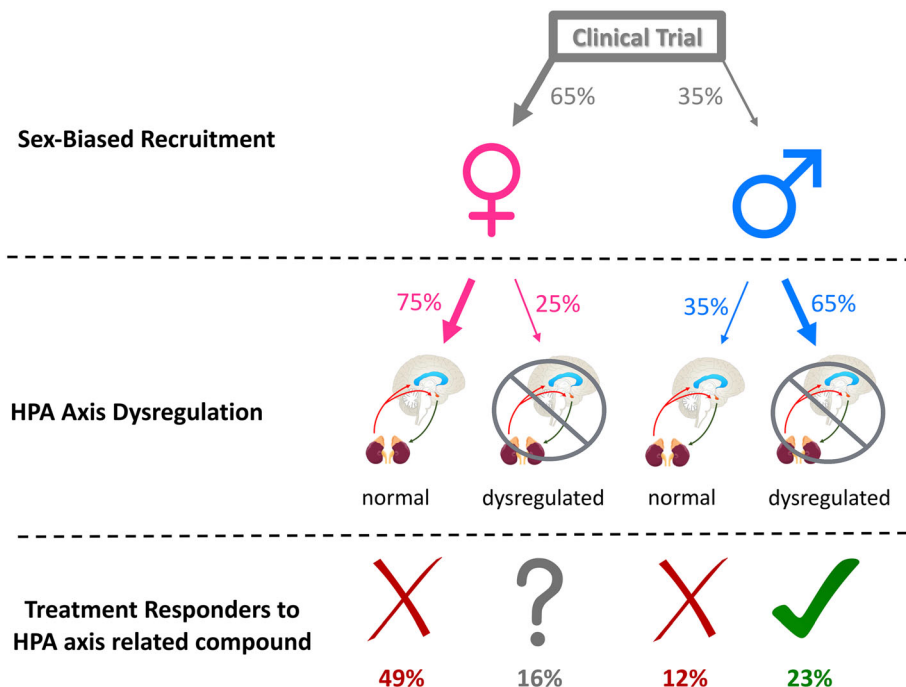 Clinical Trial
65% 35%
Sex-Biased Recruitment
75% 25% 35% 65%
HPA Axis Dysregulation
normal dysregulated normal dysregulated
Treatment Responders to
HPA axis related compound
49% 16% 12% 23%